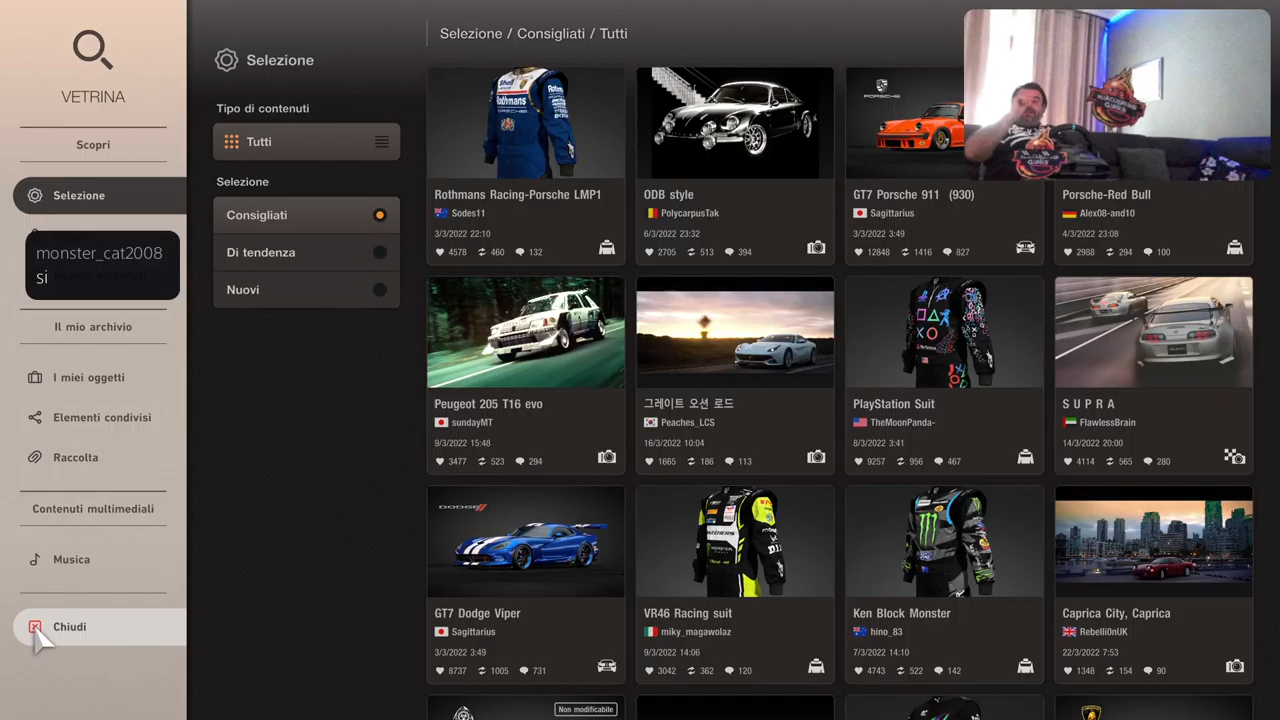 VETRINA
Scopri
Selezione
monster_cat2008
si
Il mio archivio
I miei oggetti
Elementi condivisi
Raccolta
Contenuti multimediali
Musica
Chiudi
Selezione
Tipo di contenuti
Tutti
Selezione
Consigliati
Di tendenza
Nuovi
Selezione / Consigliati / Tutti
Rothmans Racing-Porsche LMP1
Sodes11
3/3/2022 22:10
4578 460 132
ODB style
PolycarpusTak
6/3/2022 23:32
2705 513 394
PORSCHE
GT7 Porsche 911 (930)
Sagittarius
3/3/2022 3:49
12848 1416 827
Porsche-Red Bull
Alex08-and10
4/3/2022 23:08
2988 294 100
Peugeot 205 T16 evo
sundayMT
9/3/2022 15:48
3477 523 294
그레이트 오션 로드
Peaches_LCS
16/3/2022 10:04
1665 186 113
PlayStation Suit
TheMoonPanda-
8/3/2022 3:41
9257 956 467
S U P R A
FlawlessBrain
14/3/2022 20:00
4114 565 280
DODGE
GT7 Dodge Viper
Sagittarius
3/3/2022 3:49
8737 1005 731
VR46 Racing suit
miky_magawolaz
9/3/2022 14:06
3042 362 120
Ken Block Monster
hino_83
7/3/2022 14:10
4743 522 142
Caprica City, Caprica
Rebelli0nUK
22/3/2022 7:53
1348 154 90
Non modificabile